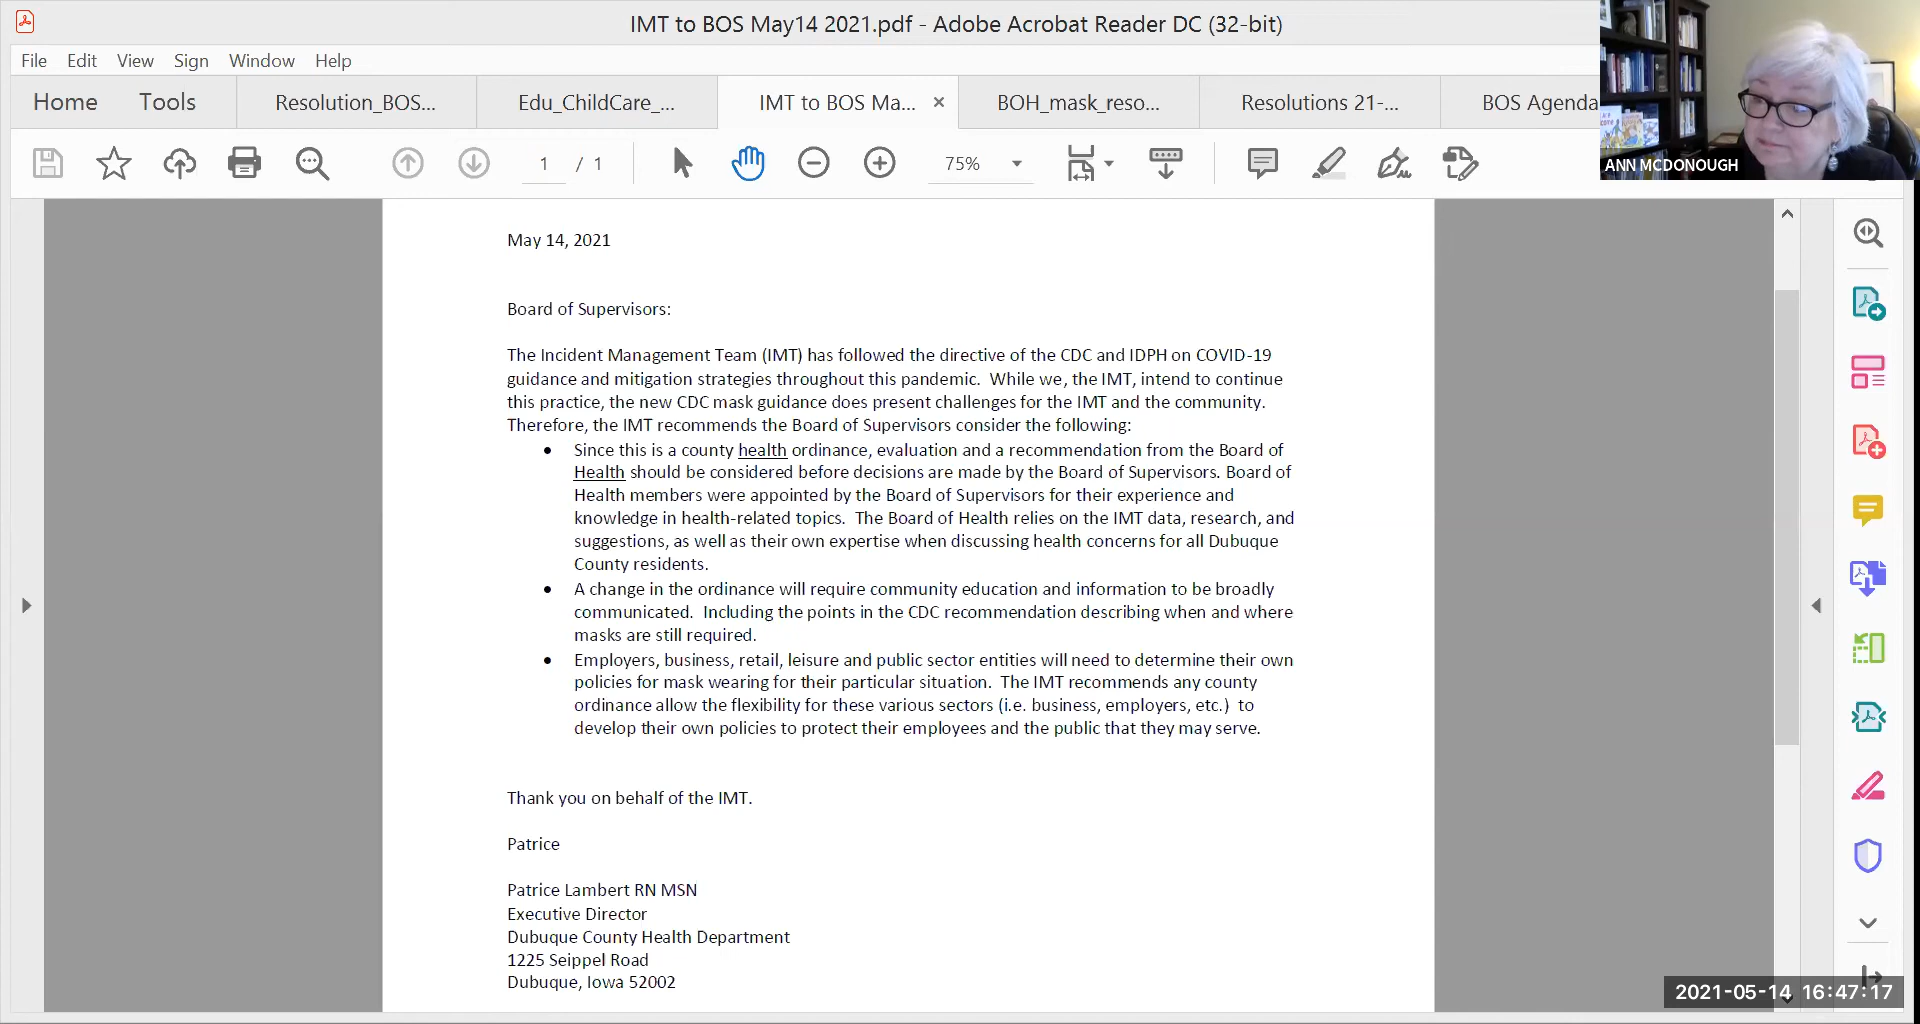 IMT to BOS May14 2021.pdf - Adobe Acrobat Reader DC (32-bit)
File Edit View Sign Window Help
Home Tools Resolution_BOS... Edu_ChildCare_... IMT to BOS Ma... × BOH_mask_reso... Resolutions 21-... BOS Agenda
1 / 1 75%
ANN MCDONOUGH
May 14, 2021
Board of Supervisors:
The Incident Management Team (IMT) has followed the directive of the CDC and IDPH on COVID-19
guidance and mitigation strategies throughout this pandemic.  While we, the IMT, intend to continue
this practice, the new CDC mask guidance does present challenges for the IMT and the community.
Therefore, the IMT recommends the Board of Supervisors consider the following:
• Since this is a county health ordinance, evaluation and a recommendation from the Board of
Health should be considered before decisions are made by the Board of Supervisors. Board of
Health members were appointed by the Board of Supervisors for their experience and
knowledge in health-related topics.  The Board of Health relies on the IMT data, research, and
suggestions, as well as their own expertise when discussing health concerns for all Dubuque
County residents.
• A change in the ordinance will require community education and information to be broadly
communicated.  Including the points in the CDC recommendation describing when and where
masks are still required.
• Employers, business, retail, leisure and public sector entities will need to determine their own
policies for mask wearing for their particular situation.  The IMT recommends any county
ordinance allow the flexibility for these various sectors (i.e. business, employers, etc.)  to
develop their own policies to protect their employees and the public that they may serve.
Thank you on behalf of the IMT.
Patrice
Patrice Lambert RN MSN
Executive Director
Dubuque County Health Department
1225 Seippel Road
Dubuque, Iowa 52002
2021-05-14 16:47:17